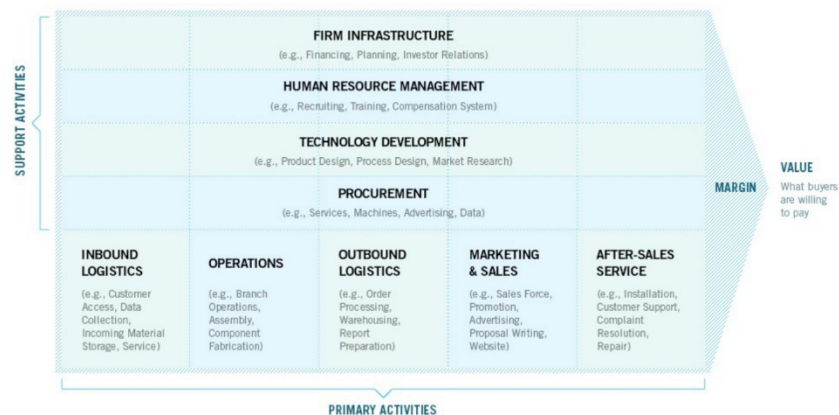 SUPPORT ACTIVITIES
FIRM INFRASTRUCTURE
(e.g., Financing, Planning, Investor Relations)
HUMAN RESOURCE MANAGEMENT
(e.g., Recruiting, Training, Compensation System)
TECHNOLOGY DEVELOPMENT
(e.g., Product Design, Process Design, Market Research)
PROCUREMENT
(e.g., Services, Machines, Advertising, Data)
INBOUND
LOGISTICS
(e.g., Customer
Access, Data
Collection,
Incoming Material
Storage, Service)
OPERATIONS
(e.g., Branch
Operations,
Assembly,
Component
Fabrication)
OUTBOUND
LOGISTICS
(e.g., Order
Processing,
Warehousing,
Report
Preparation)
MARKETING
& SALES
(e.g., Sales Force,
Promotion,
Advertising,
Proposal Writing,
Website)
AFTER-SALES
SERVICE
(e.g., Installation,
Customer Support,
Complaint
Resolution,
Repair)
MARGIN
VALUE
What buyers
are willing
to pay
PRIMARY ACTIVITIES